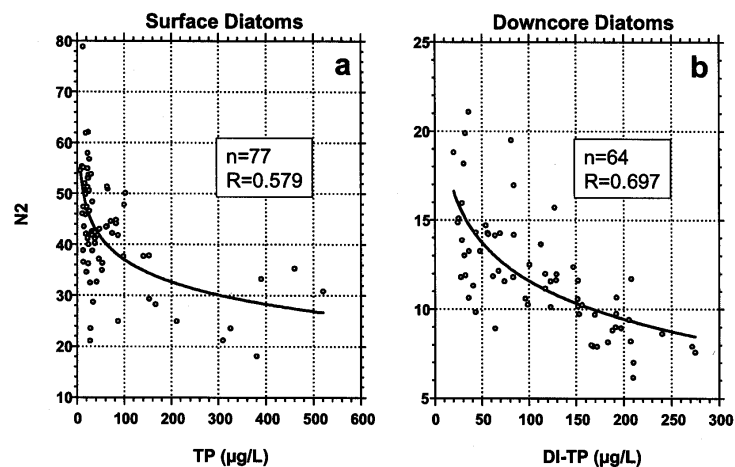 Surface Diatoms
80
70
60
50
40
30
20
10
N2
a
n=77
R=0.579
0 100 200 300 400 500 600
TP (µg/L)
Downcore Diatoms
25
20
15
10
5
b
n=64
R=0.697
0 50 100 150 200 250 300
DI-TP (µg/L)